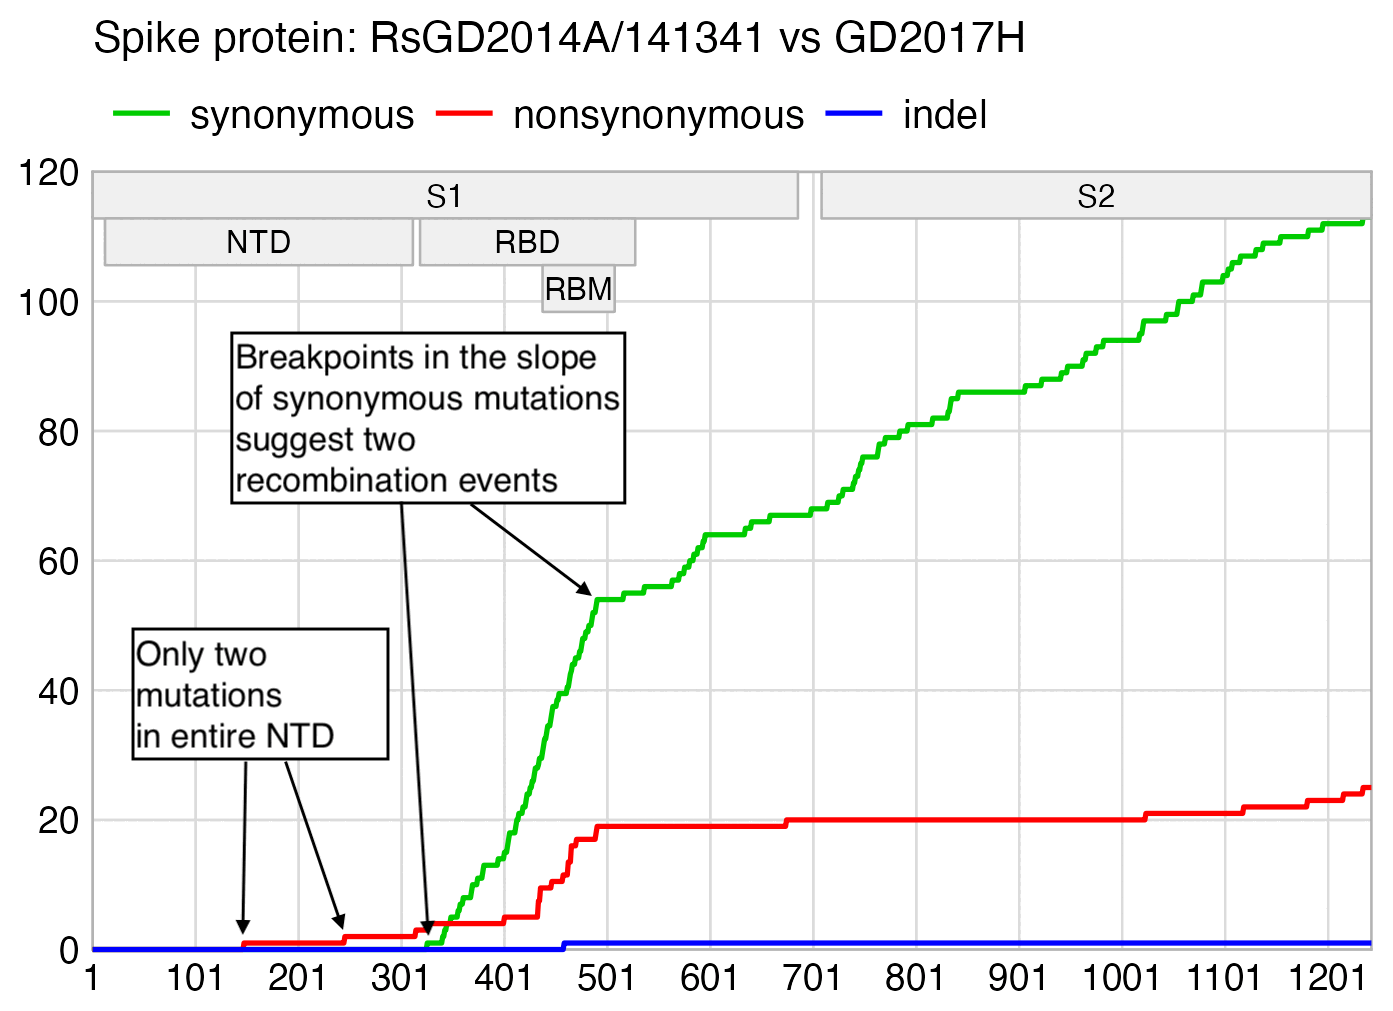 Spike protein: RsGD2014A/141341 vs GD2017H
synonymous nonsynonymous indel
120
S1 S2
NTD RBD
RBM
100
Breakpoints in the slope
of synonymous mutations
suggest two
recombination events
80
60
Only two
mutations
in entire NTD
40
20
0
1 101 201 301 401 501 601 701 801 901 1001 1101 1201